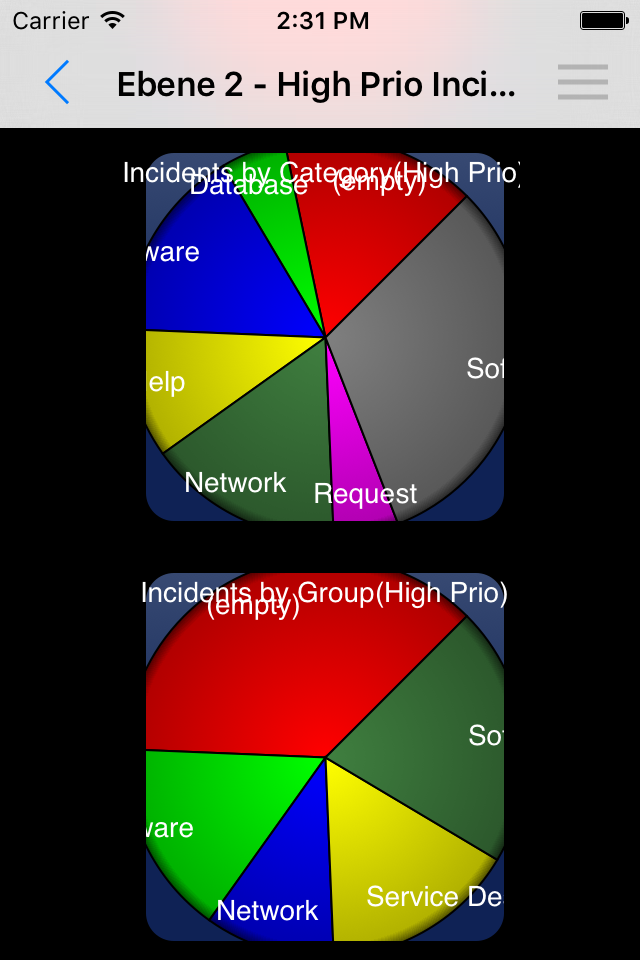 Carrier 2:31 PM
Ebene 2 - High Prio Inci...
Incidents by Category(High Prio)
Database (empty)
ware
Sof
elp
Network
Request
Incidents by Group(High Prio)
(empty)
Sof
ware
Service De
Network